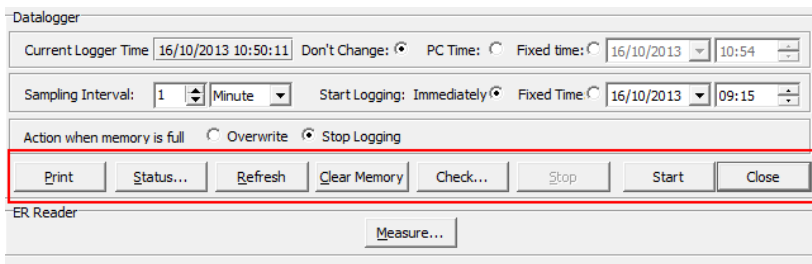 Datalogger
Current Logger Time 16/10/2013 10:50:11 Don't Change: PC Time: Fixed time: 16/10/2013 10:54
Sampling Interval: 1 Minute Start Logging: Immediately Fixed Time 16/10/2013 09:15
Action when memory is full Overwrite Stop Logging
Print Status... Refresh Clear Memory Check... Stop Start Close
ER Reader
Measure...